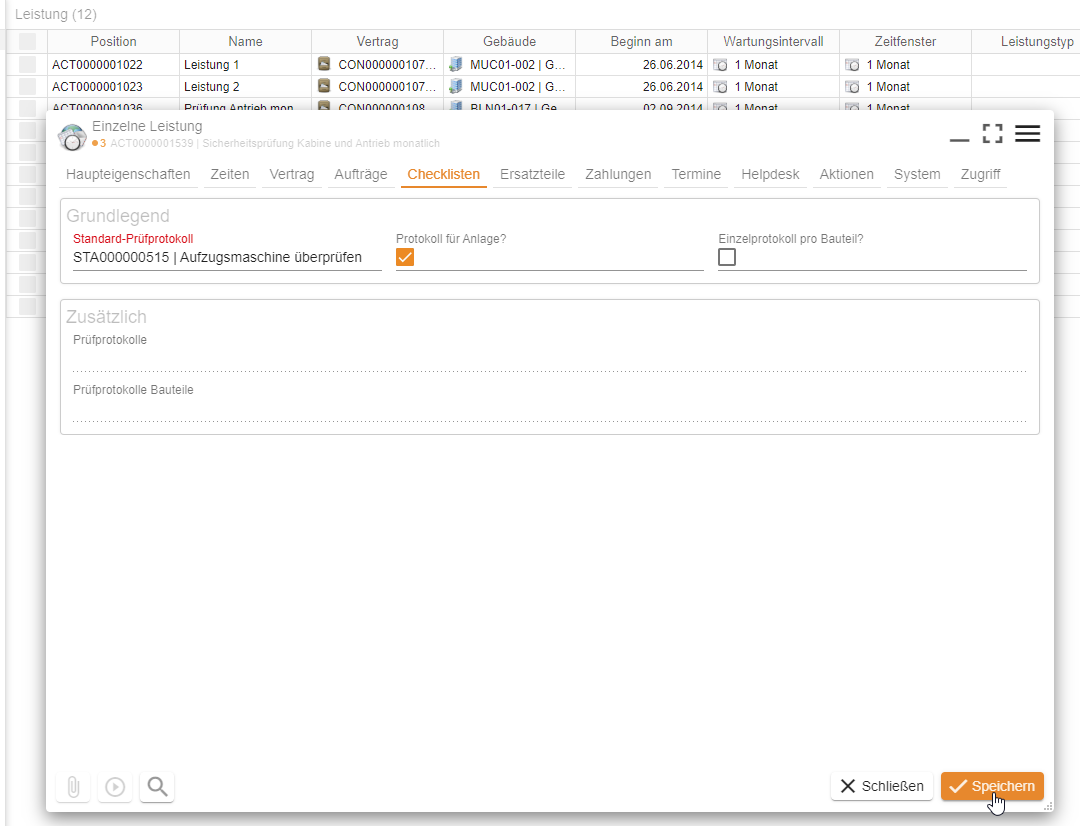 Leistung (12)
Position Name Vertrag Gebäude Beginn am Wartungsintervall Zeitfenster Leistungstyp
ACT0000001022 Leistung 1 CON000000107... MUC01-002 | G... 26.06.2014 1 Monat 1 Monat
ACT0000001023 Leistung 2 CON000000107... MUC01-002 | G... 26.06.2014 1 Monat 1 Monat
ACT0000001036 Prüfung Antrieb mon... CON000000108... BLN01-017 | Ge... 02.09.2014 1 Monat 1 Monat
Einzelne Leistung
3 ACT0000001539 | Sicherheitsprüfung Kabine und Antrieb monatlich
Haupteigenschaften Zeiten Vertrag Aufträge Checklisten Ersatzteile Zahlungen Termine Helpdesk Aktionen System Zugriff
Grundlegend
Standard-Prüfprotokoll Protokoll für Anlage? Einzelprotokoll pro Bauteil?
STA000000515 | Aufzugsmaschine überprüfen
Zusätzlich
Prüfprotokolle
Prüfprotokolle Bauteile
Schließen Speichern